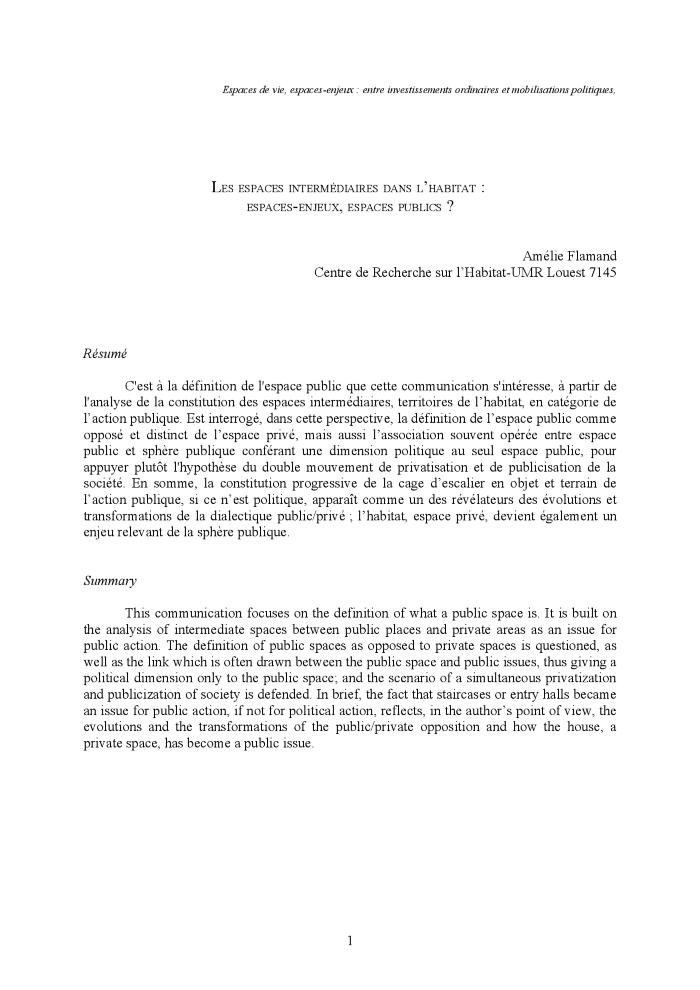 Espaces de vie, espaces-enjeux : entre investissements ordinaires et mobilisations politiques,
Les espaces intermédiaires dans l’habitat :
espaces-enjeux, espaces publics ?
Amélie Flamand
Centre de Recherche sur l’Habitat-UMR Louest 7145
Résumé
C'est à la définition de l'espace public que cette communication s'intéresse, à partir de
l'analyse de la constitution des espaces intermédiaires, territoires de l’habitat, en catégorie de
l’action publique. Est interrogé, dans cette perspective, la définition de l’espace public comme
opposé et distinct de l’espace privé, mais aussi l’association souvent opérée entre espace
public et sphère publique conférant une dimension politique au seul espace public, pour
appuyer plutôt l'hypothèse du double mouvement de privatisation et de publicisation de la
société. En somme, la constitution progressive de la cage d’escalier en objet et terrain de
l’action publique, si ce n’est politique, apparaît comme un des révélateurs des évolutions et
transformations de la dialectique public/privé ; l’habitat, espace privé, devient également un
enjeu relevant de la sphère publique.
Summary
This communication focuses on the definition of what a public space is. It is built on
the analysis of intermediate spaces between public places and private areas as an issue for
public action. The definition of public spaces as opposed to private spaces is questioned, as
well as the link which is often drawn between the public space and public issues, thus giving a
political dimension only to the public space; and the scenario of a simultaneous privatization
and publicization of society is defended. In brief, the fact that staircases or entry halls became
an issue for public action, if not for political action, reflects, in the author’s point of view, the
evolutions and the transformations of the public/private opposition and how the house, a
private space, has become a public issue.
1